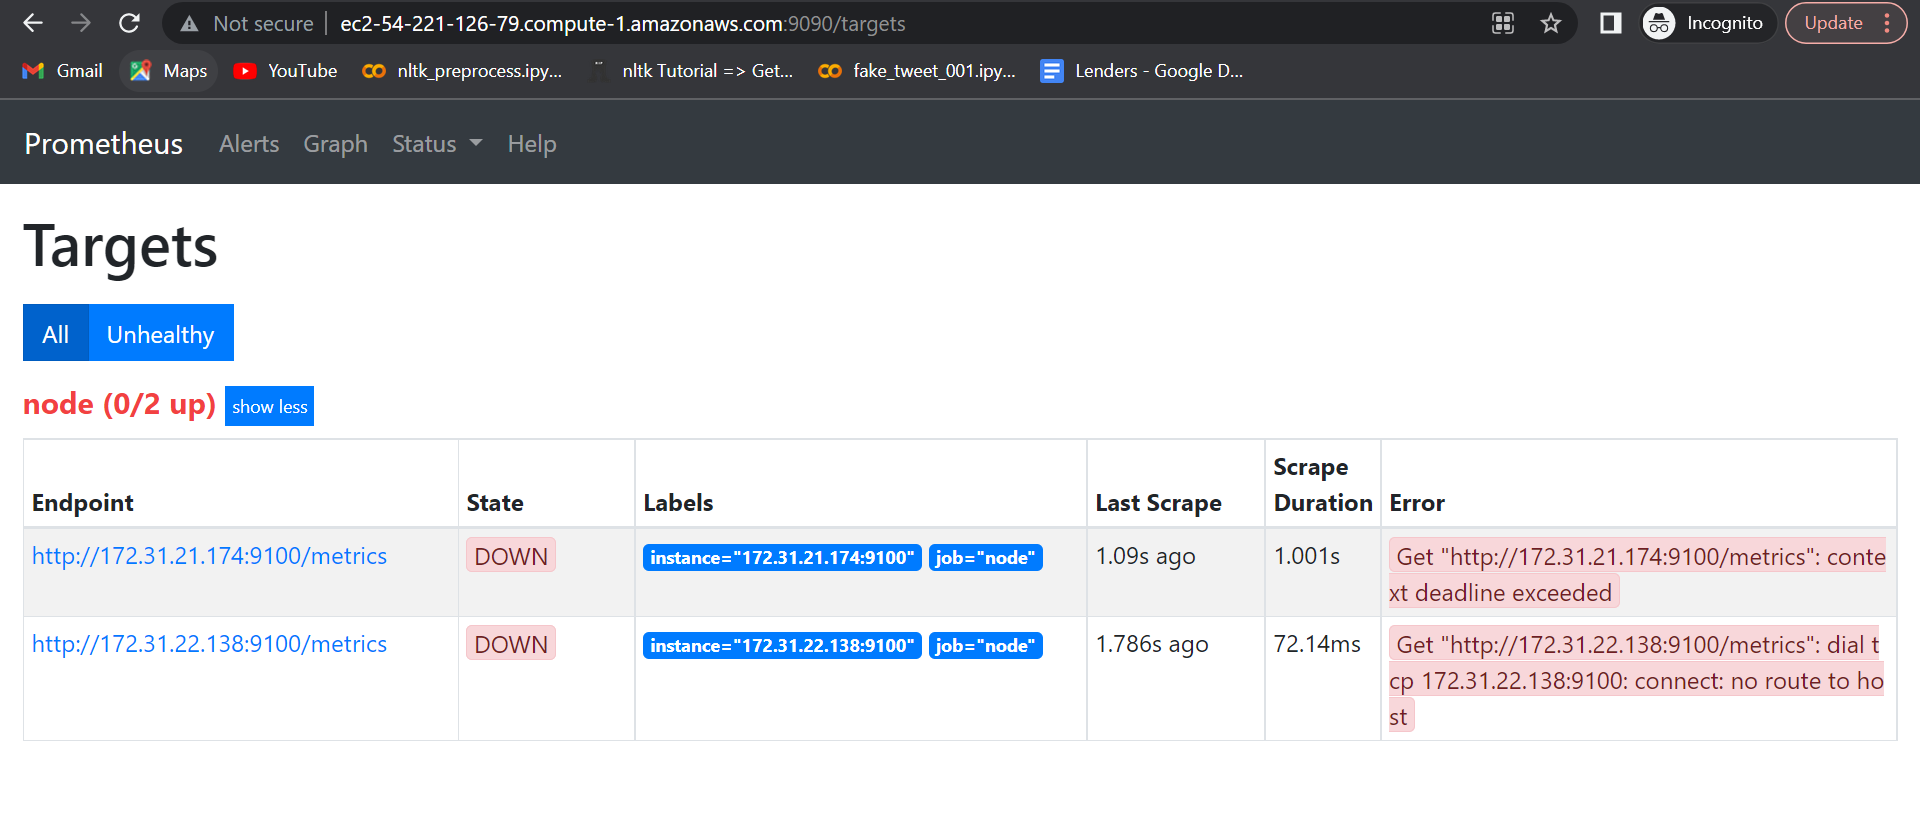 Not secure ec2-54-221-126-79.compute-1.amazonaws.com:9090/targets Incognito Update
Gmail Maps YouTube nltk_preprocess.ipy... nltk Tutorial => Get... fake_tweet_001.ipy... Lenders - Google D...
Prometheus Alerts Graph Status Help
Targets
All Unhealthy
node (0/2 up) show less
Endpoint State Labels Last Scrape Scrape Duration Error
http://172.31.21.174:9100/metrics DOWN instance="172.31.21.174:9100" job="node" 1.09s ago 1.001s Get "http://172.31.21.174:9100/metrics": conte
xt deadline exceeded
http://172.31.22.138:9100/metrics DOWN instance="172.31.22.138:9100" job="node" 1.786s ago 72.14ms Get "http://172.31.22.138:9100/metrics": dial t
cp 172.31.22.138:9100: connect: no route to ho
st